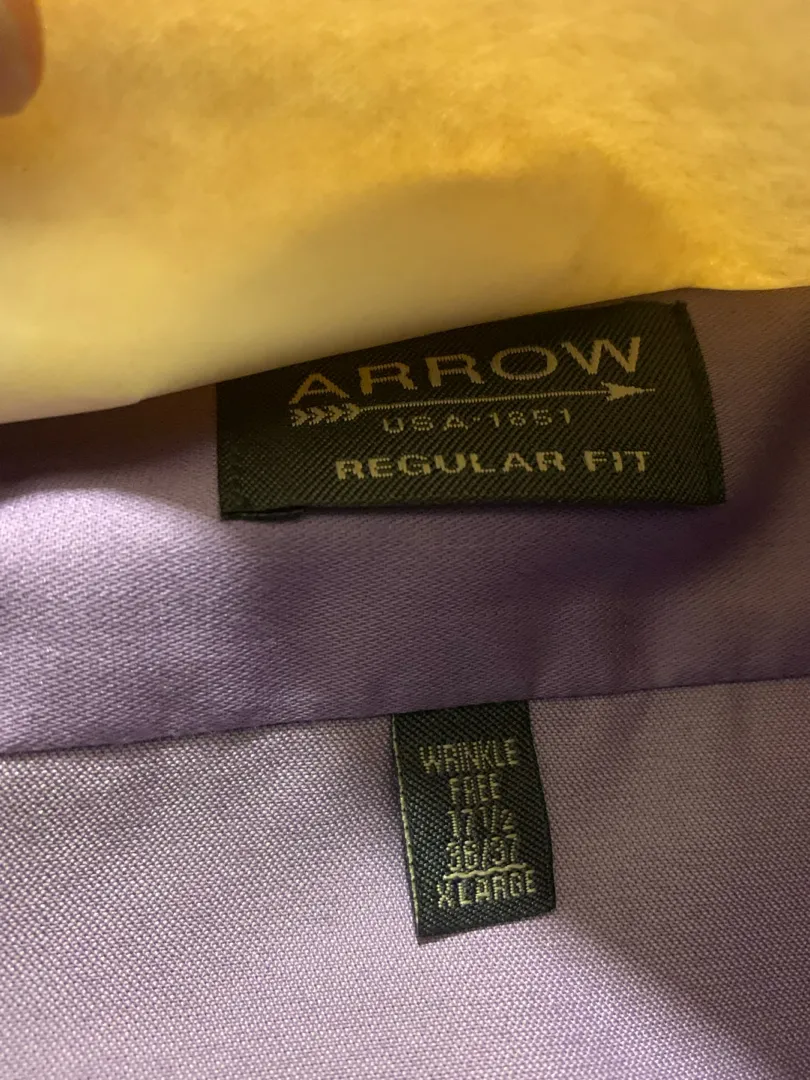 ARROW
USA·1851
REGULAR FIT
WRINKLE
FREE
17 1/2
36/37
XLARGE